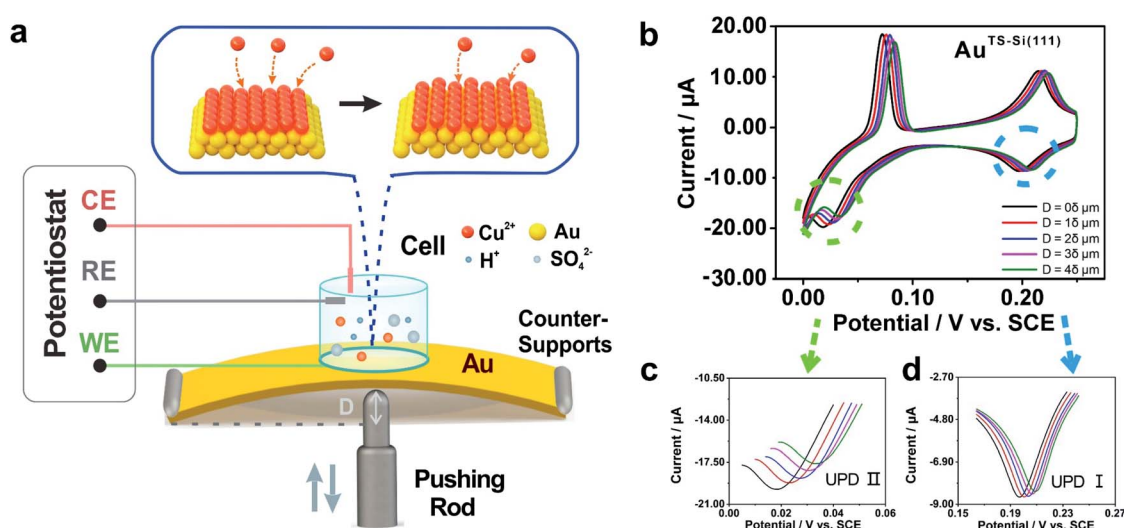 a
Potentiostat
CE
RE
WE
Cell
Cu²⁺
Au
H⁺
SO₄²⁻
Counter-
Supports
Au
D
Pushing
Rod
b
Au^TS-Si(111)
Current / μA
20.00
10.00
0.00
-10.00
-20.00
-30.00
D = 0δ μm
D = 1δ μm
D = 2δ μm
D = 3δ μm
D = 4δ μm
0.00
0.10
0.20
Potential / V vs. SCE
c
Current / μA
-10.50
-14.00
-17.50
-21.00
UPD II
0.00
0.02
0.04
0.06
Potential / V vs. SCE
d
Current / μA
-2.70
-4.80
-6.90
-9.00
UPD I
0.15
0.19
0.23
0.27
Potential / V vs. SCE